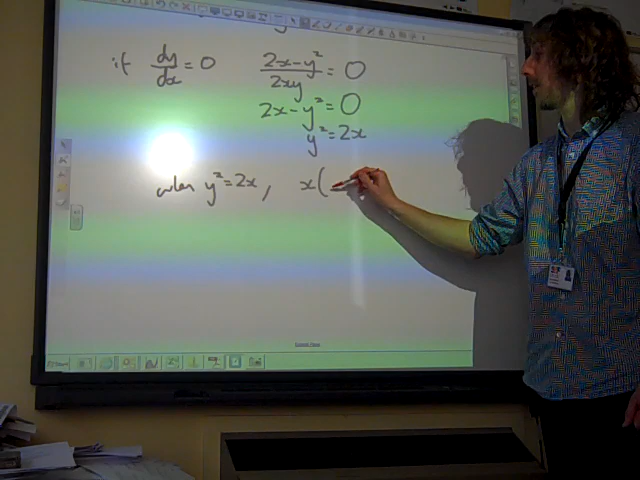 if dy/dx = 0 (2x - y²)/(2xy) = 0
2x - y² = 0
y² = 2x
when y² = 2x, x(